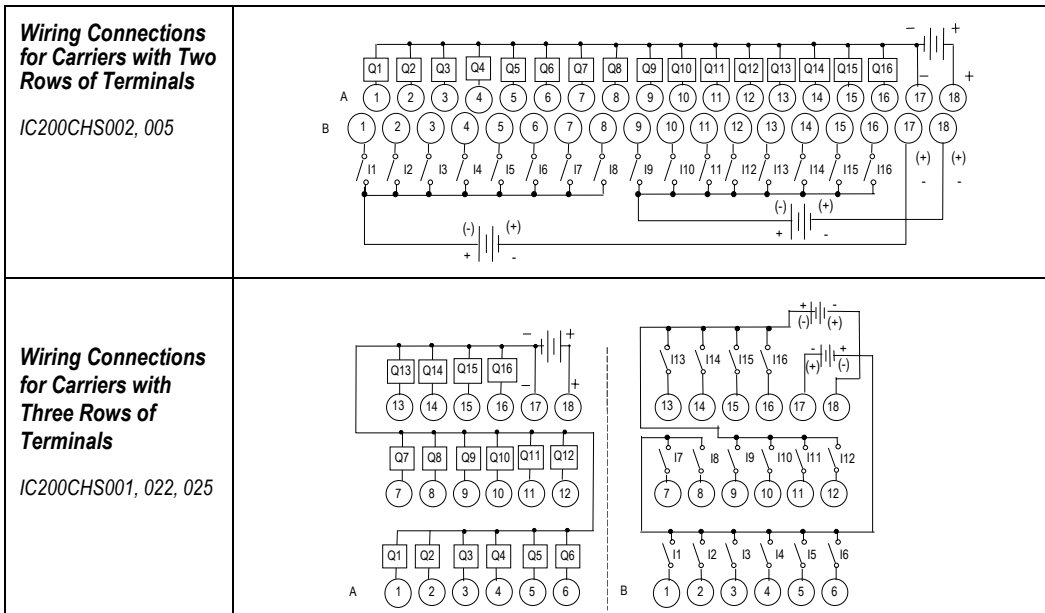 Wiring Connections
for Carriers with Two
Rows of Terminals
IC200CHS002, 005
− +
Q1 Q2 Q3 Q4 Q5 Q6 Q7 Q8 Q9 Q10 Q11 Q12 Q13 Q14 Q15 Q16 − +
A 1 2 3 4 5 6 7 8 9 10 11 12 13 14 15 16 17 18
B 1 2 3 4 5 6 7 8 9 10 11 12 13 14 15 16 17 18
(+) (+)
I1 I2 I3 I4 I5 I6 I7 I8 I9 I10 11 I12 I13 I14 I15 I16
- -
(-) (+)
+ -
(-) (+)
+ -
Wiring Connections
for Carriers with
Three Rows of
Terminals
IC200CHS001, 022, 025
− +
Q13 Q14 Q15 Q16
− +
13 14 15 16 17 18
Q7 Q8 Q9 Q10 Q11 Q12
7 8 9 10 11 12
Q1 Q2 Q3 Q4 Q5 Q6
A 1 2 3 4 5 6
+ -
(-) (+)
I13 I14 I15 I16
- +
(+) (-)
13 14 15 16 17 18
I7 I8 I9 I10 I11 I12
7 8 9 10 11 12
I1 I2 I3 I4 I5 I6
B 1 2 3 4 5 6